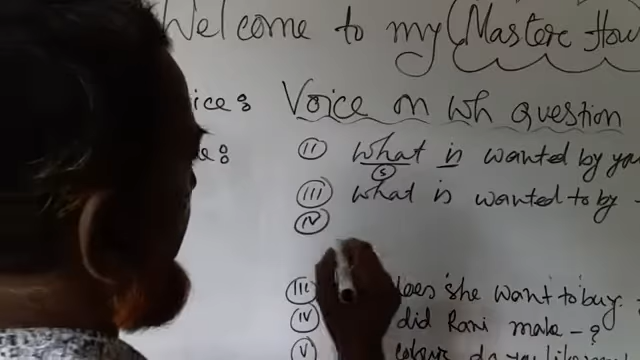 Welcome to my Master
ice: Voice on Wh question
e: (II) What is wanted by
(S)
(III) What is wanted to by -
(IV)
(III) does she want to buy
(IV) did Rani make - ?
(V)